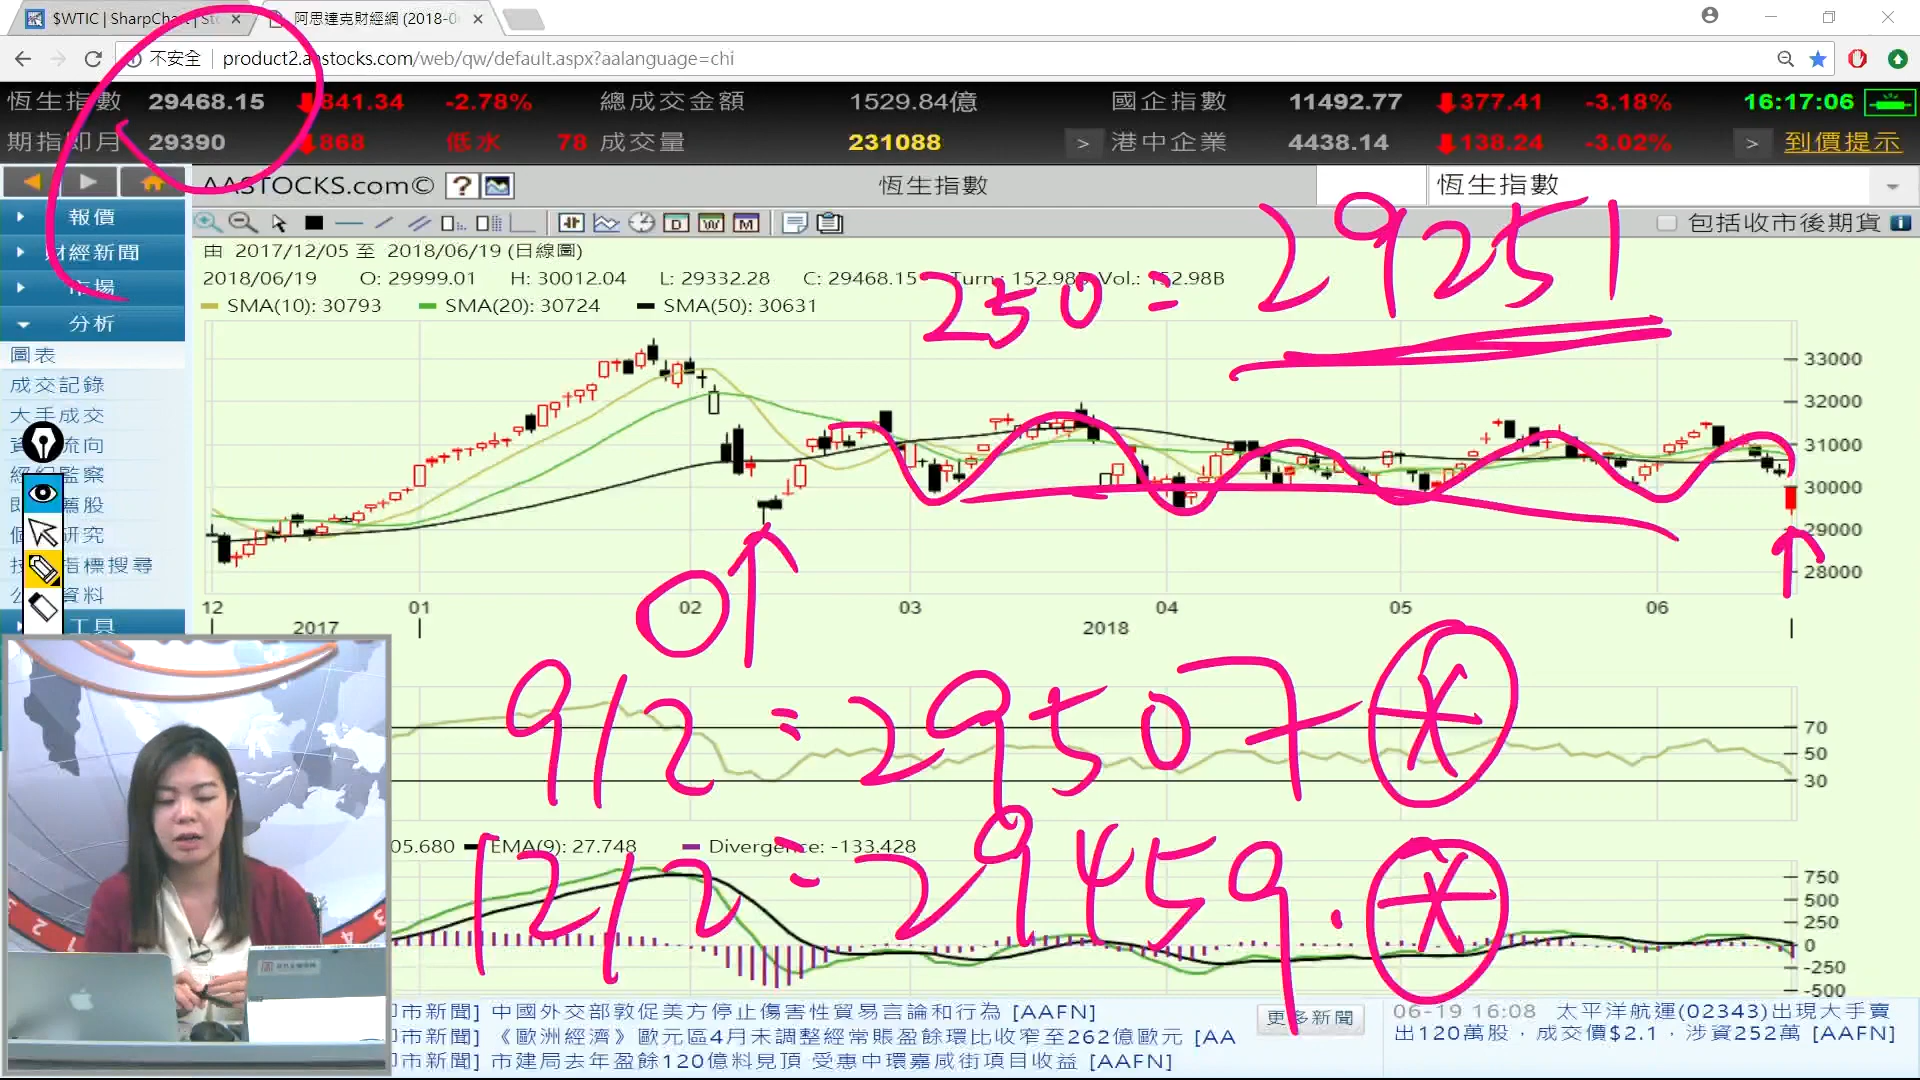 $WTIC | SharpChart | Sto
阿思達克財經網 (2018-0
不安全 product2.aastocks.com/web/qw/default.aspx?aalanguage=chi
恆生指數 29468.15 841.34 -2.78% 總成交金額 1529.84億 國企指數 11492.77 377.41 -3.18% 16:17:06
期指即月 29390 868 低水 78 成交量 231088 > 港中企業 4438.14 138.24 -3.02% > 到價提示
AASTOCKS.com© ? 恆生指數 恆生指數
報價
D W M 包括收市後期貨 i
財經新聞
由 2017/12/05 至 2018/06/19 (日線圖)
2018/06/19 O: 29999.01 H: 30012.04 L: 29332.28 C: 29468.15 Turn: 152.98B Vol.: 152.98B
市場
250 = 29251
SMA(10): 30793 SMA(20): 30724 SMA(50): 30631
分析
圖表
成交記錄
大手成交
流向
監察
薦股
研究
指標搜尋
資料
工具
33000
32000
31000
30000
29000
28000
12 01 02 03 04 05 06
2017 2018
9/2 = 29507
70
50
30
05.680 EMA(9): 27.748 Divergence: -133.428
12/2 = 29459.
750
500
250
0
-250
-500
市新聞] 中國外交部敦促美方停止傷害性貿易言論和行為 [AAFN]
市新聞] 《歐洲經濟》歐元區4月未調整經常賬盈餘環比收窄至262億歐元 [AA
市新聞] 市建局去年盈餘120億料見頂 受惠中環嘉咸街項目收益 [AAFN]
更多新聞
06-19 16:08 太平洋航運(02343)出現大手賣
出120萬股，成交價$2.1，涉資252萬 [AAFN]